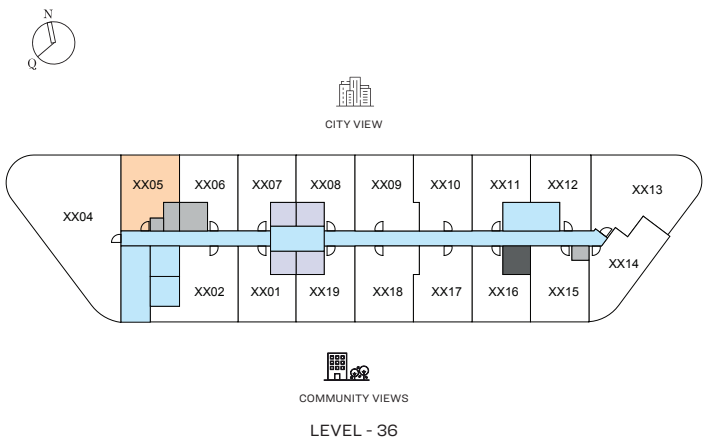 N
Q
CITY VIEW
XX05
XX06
XX07
XX08
XX09
XX10
XX11
XX12
XX13
XX04
XX14
XX02
XX01
XX19
XX18
XX17
XX16
XX15
COMMUNITY VIEWS
LEVEL - 36